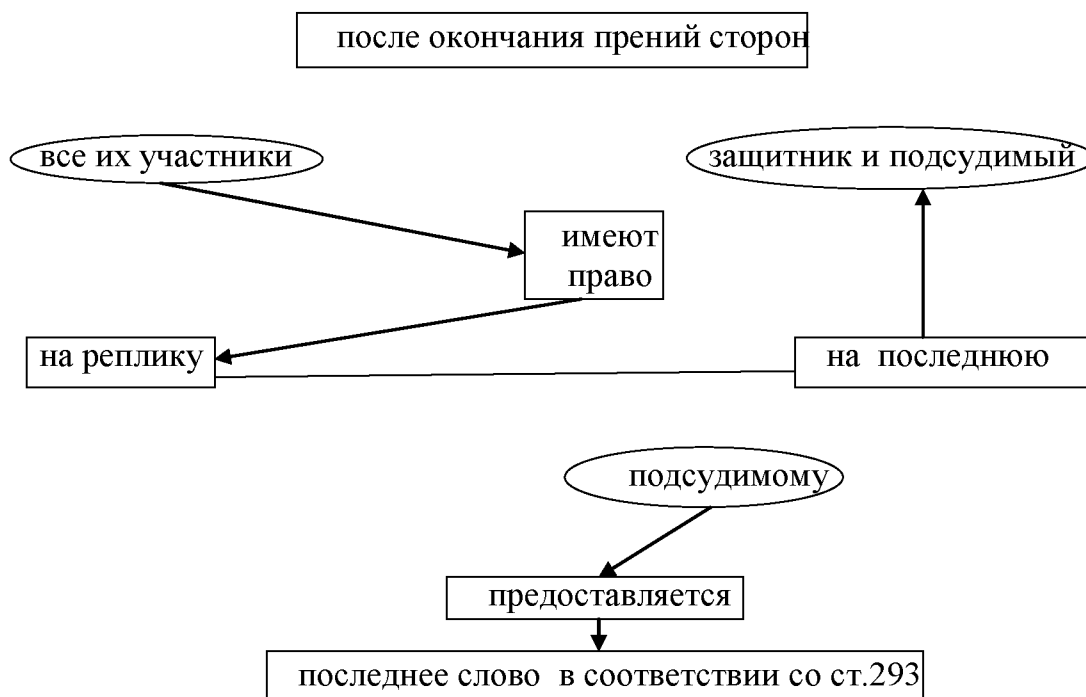 после окончания прений сторон
все их участники
защитник и подсудимый
имеют
право
на реплику
на последнюю
подсудимому
предоставляется
последнее слово в соответствии со ст.293